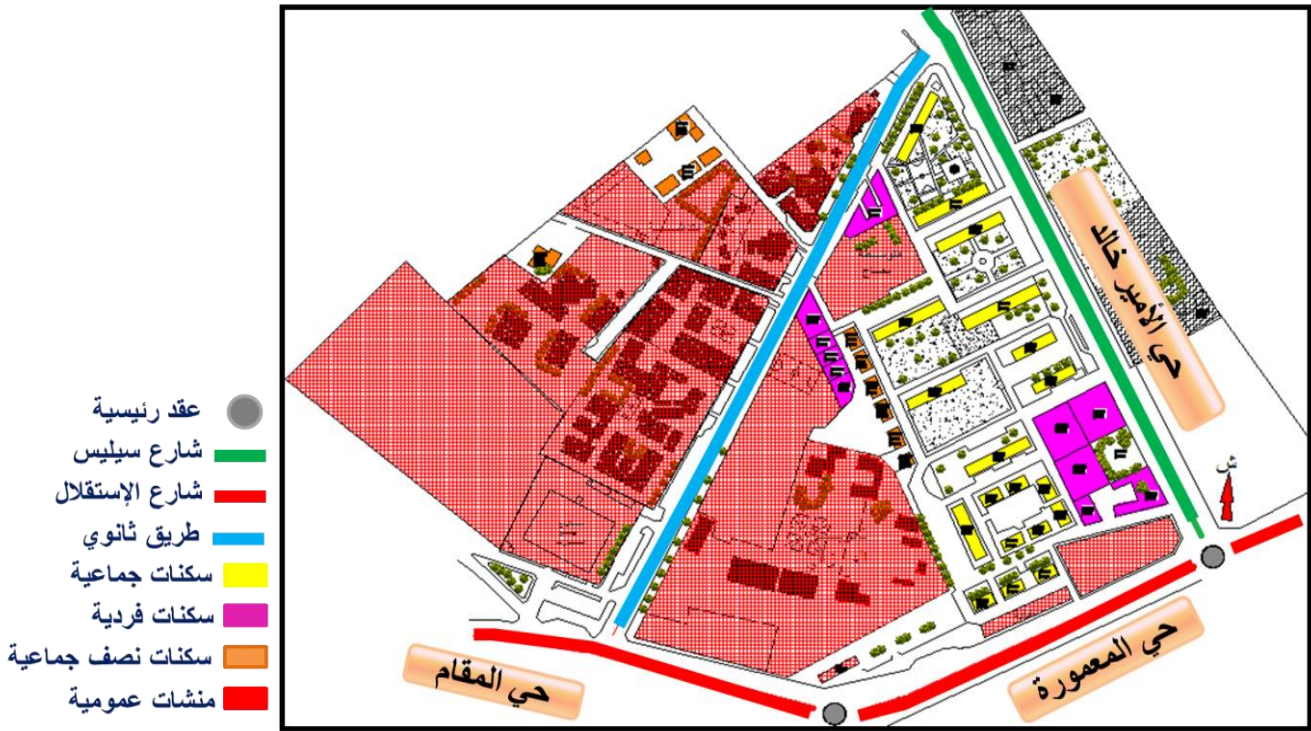 عقد رئيسية
شارع سيليس
شارع الإستقلال
طريق ثانوي
سكنات جماعية
سكنات فردية
سكنات نصف جماعية
منشات عمومية
حي الأمير خالد
ش
حي المعمورة
حي المقام